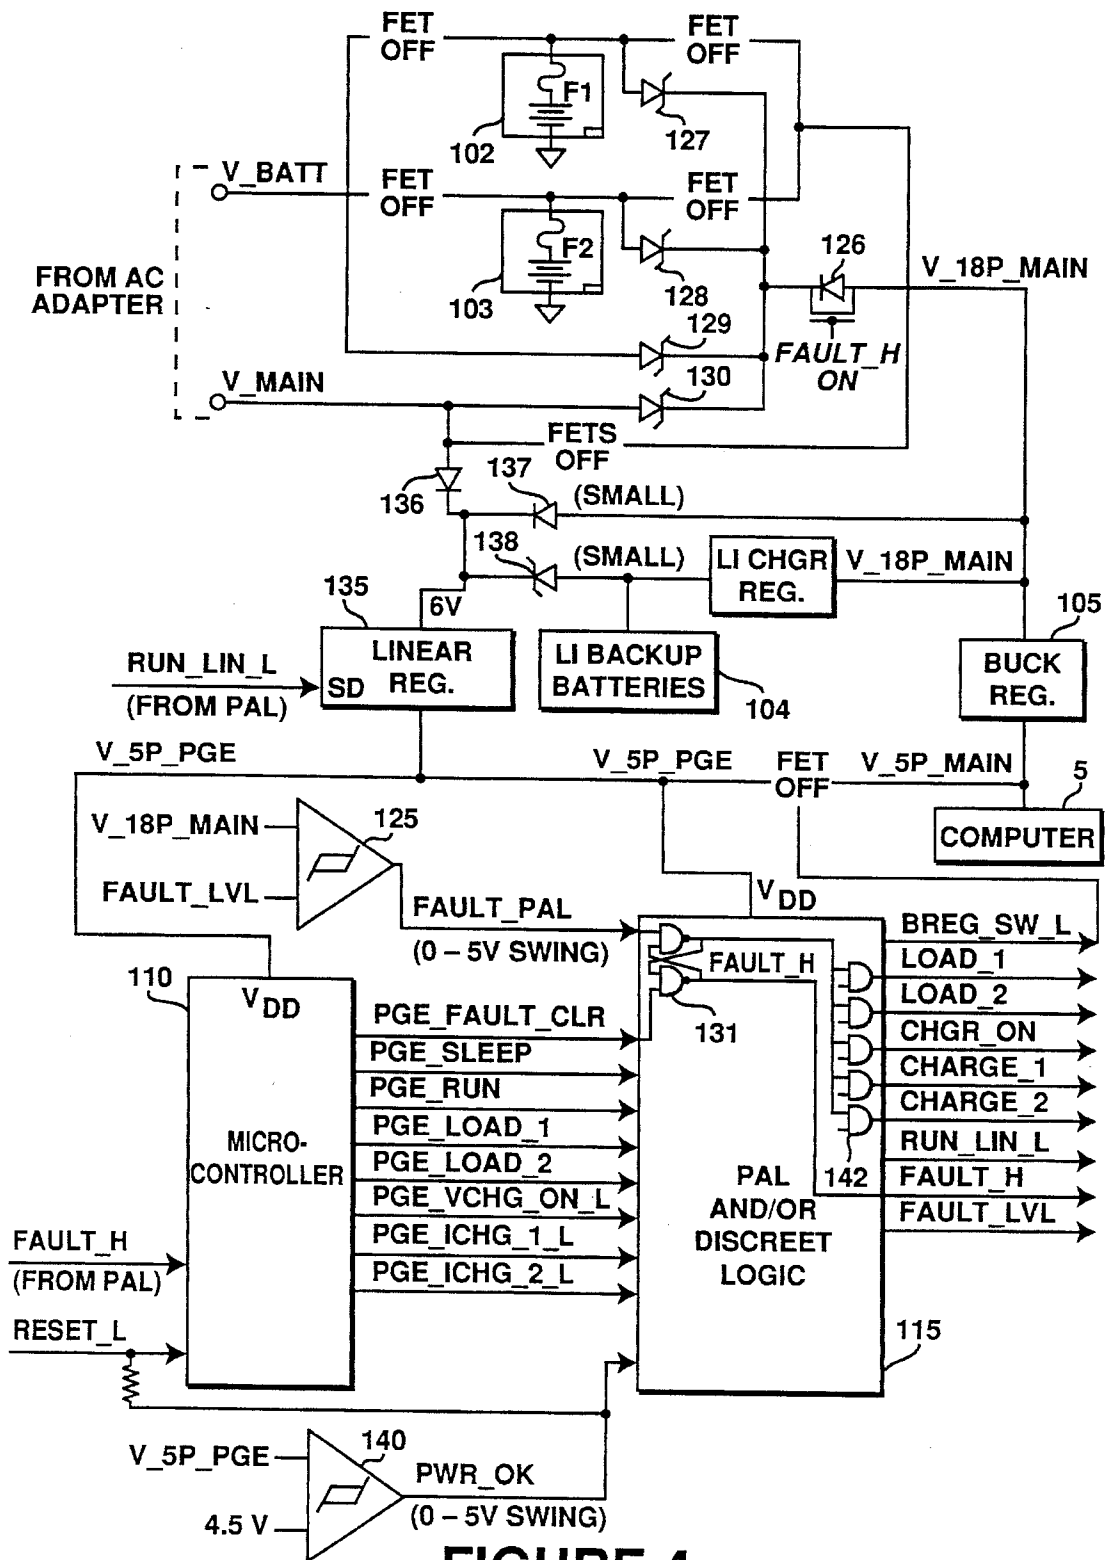 FET
OFF
FET
OFF
F1
102
127
V_BATT
FET
OFF
FET
OFF
F2
126
V_18P_MAIN
FROM AC
ADAPTER
103
128
129
FAULT_H
ON
V_MAIN
130
FETS
OFF
136
137
(SMALL)
138
(SMALL)
LI CHGR
REG.
V_18P_MAIN
135
6V
105
RUN_LIN_L
(FROM PAL)
SD
LINEAR
REG.
LI BACKUP
BATTERIES
104
BUCK
REG.
V_5P_PGE
V_5P_PGE
FET
OFF
V_5P_MAIN
5
COMPUTER
V_18P_MAIN
125
FAULT_LVL
FAULT_PAL
(0 – 5V SWING)
VDD
110
VDD
FAULT_H
131
BREG_SW_L
LOAD_1
LOAD_2
CHGR_ON
CHARGE_1
CHARGE_2
RUN_LIN_L
FAULT_H
FAULT_LVL
142
PGE_FAULT_CLR
PGE_SLEEP
PGE_RUN
PGE_LOAD_1
PGE_LOAD_2
PGE_VCHG_ON_L
PGE_ICHG_1_L
PGE_ICHG_2_L
MICRO-
CONTROLLER
PAL
AND/OR
DISCREET
LOGIC
FAULT_H
(FROM PAL)
RESET_L
115
V_5P_PGE
140
4.5 V
PWR_OK
(0 – 5V SWING)